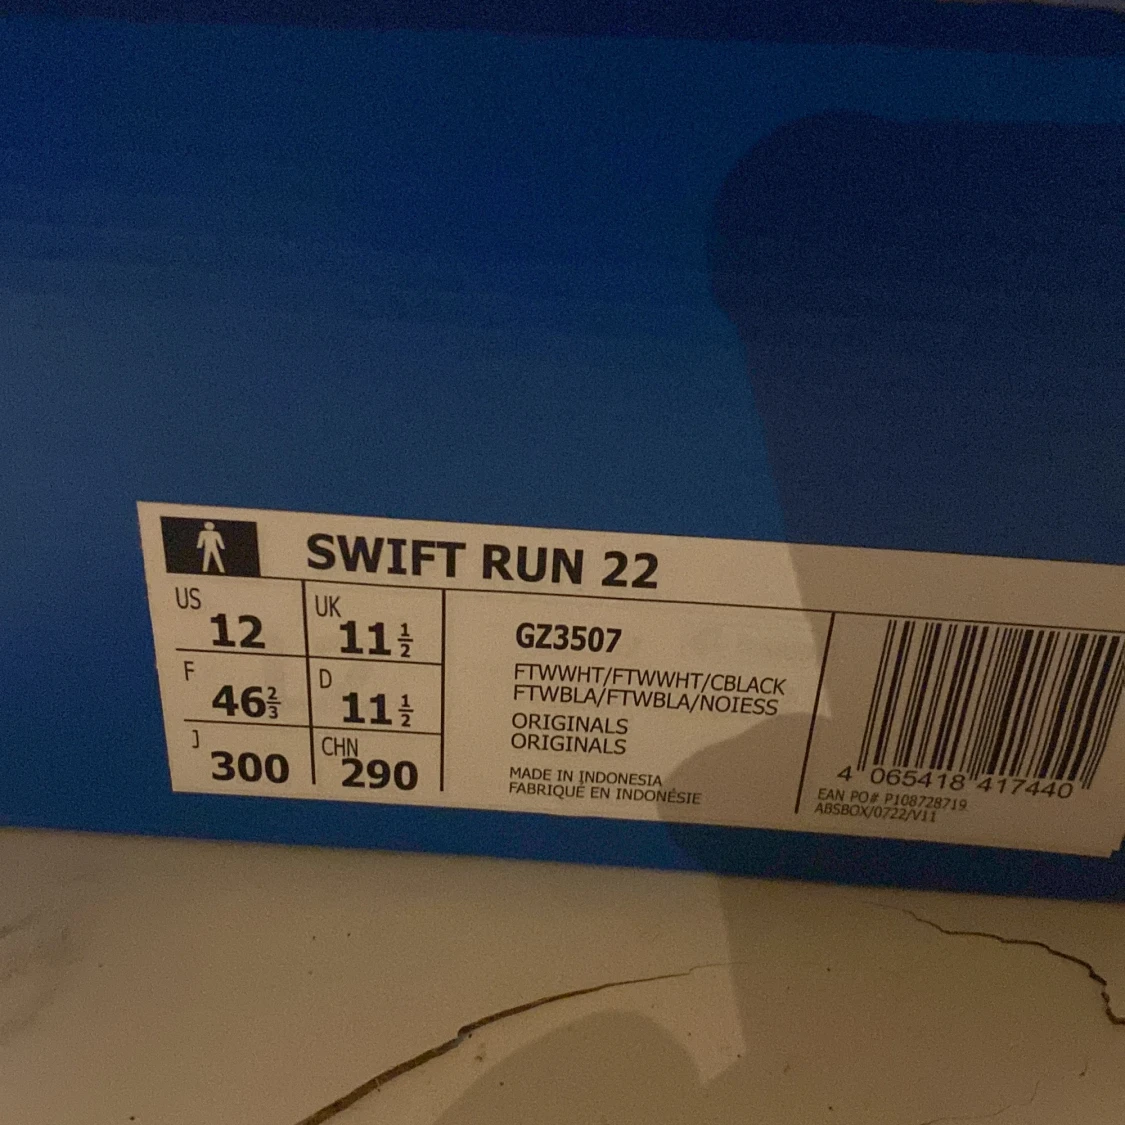 SWIFT RUN 22
US 12
UK 11 1/2
F 46 2/3
D 11 1/2
J 300
CHN 290
GZ3507
FTWWHT/FTWWHT/CBLACK
FTWBLA/FTWBLA/NOIESS
ORIGINALS
ORIGINALS
MADE IN INDONESIA
FABRIQUÉ EN INDONÉSIE
4 065418 417440
EAN PO# P108728719
ABSBOX/0722/V11